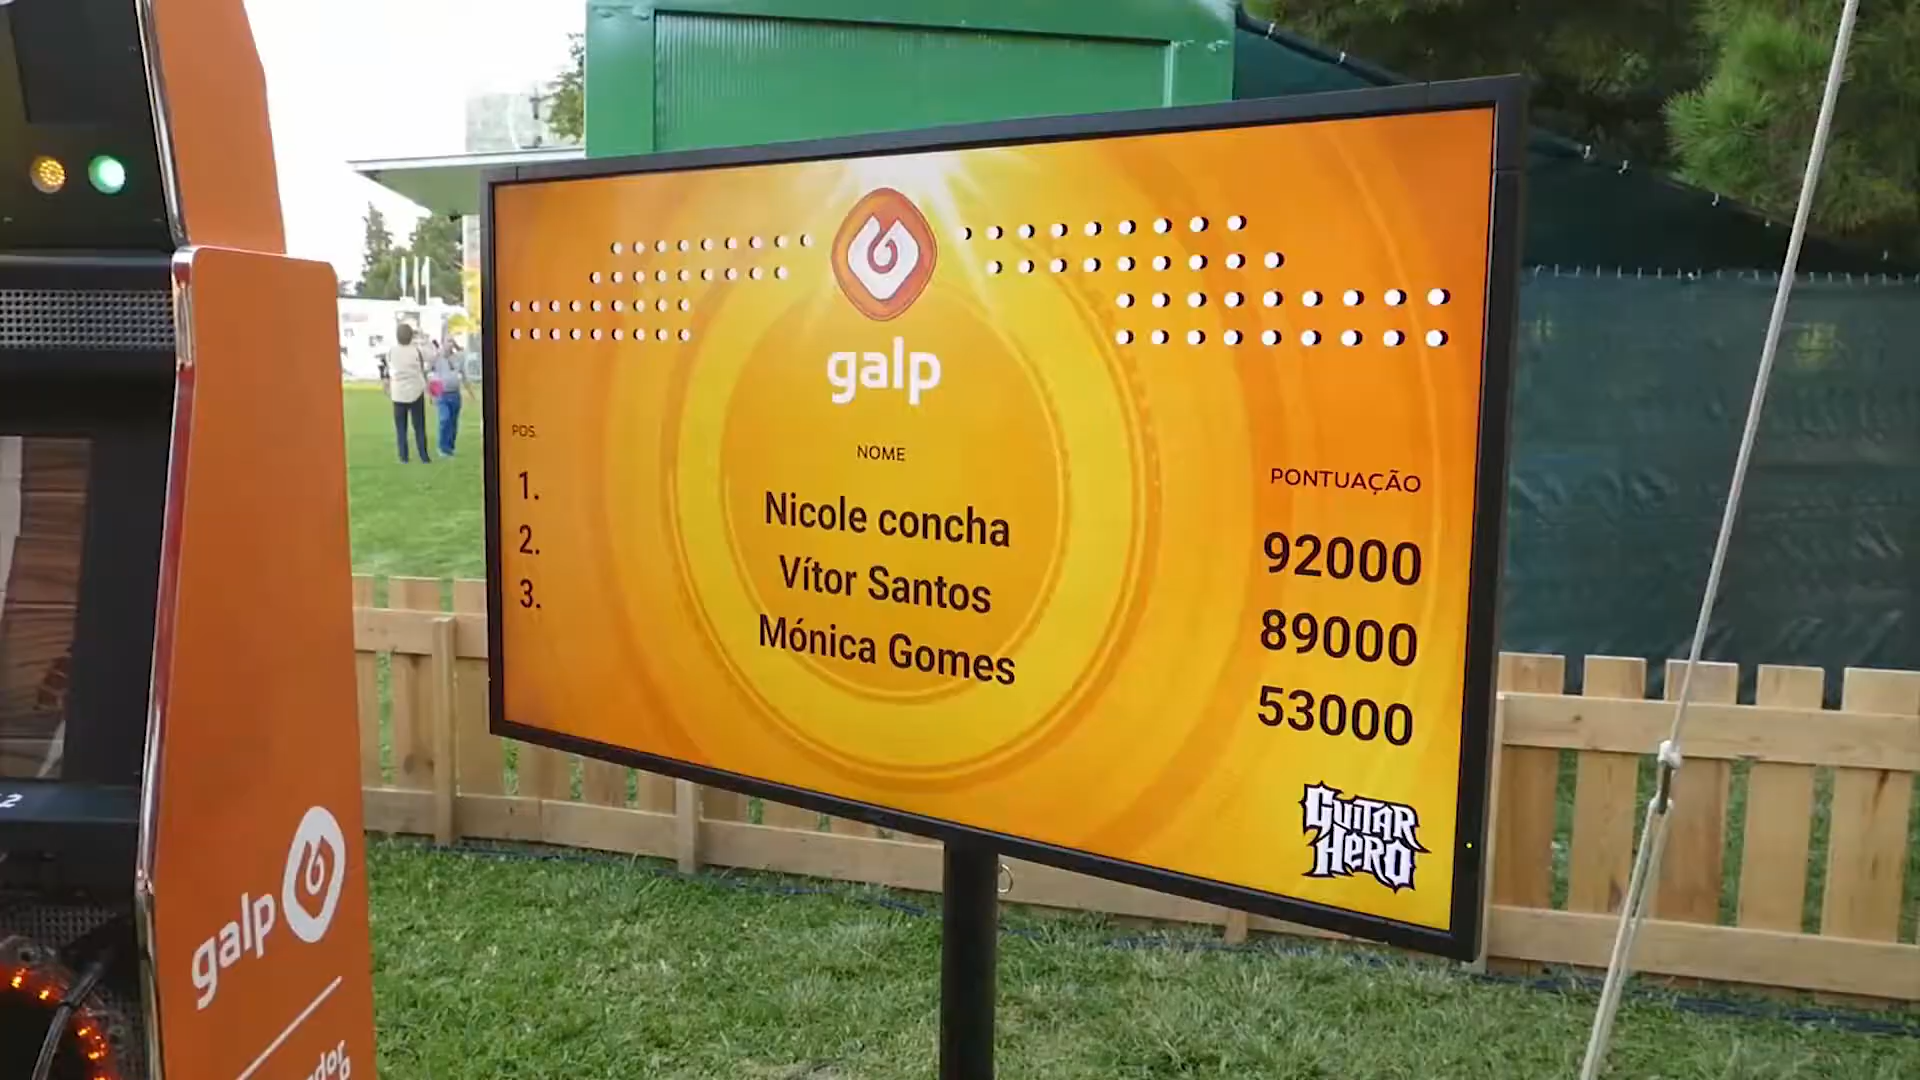 galp
POS.
NOME
PONTUAÇÃO
1.
Nicole concha
92000
2.
Vítor Santos
89000
3.
Mónica Gomes
53000
GUITAR
HERO
galp
2